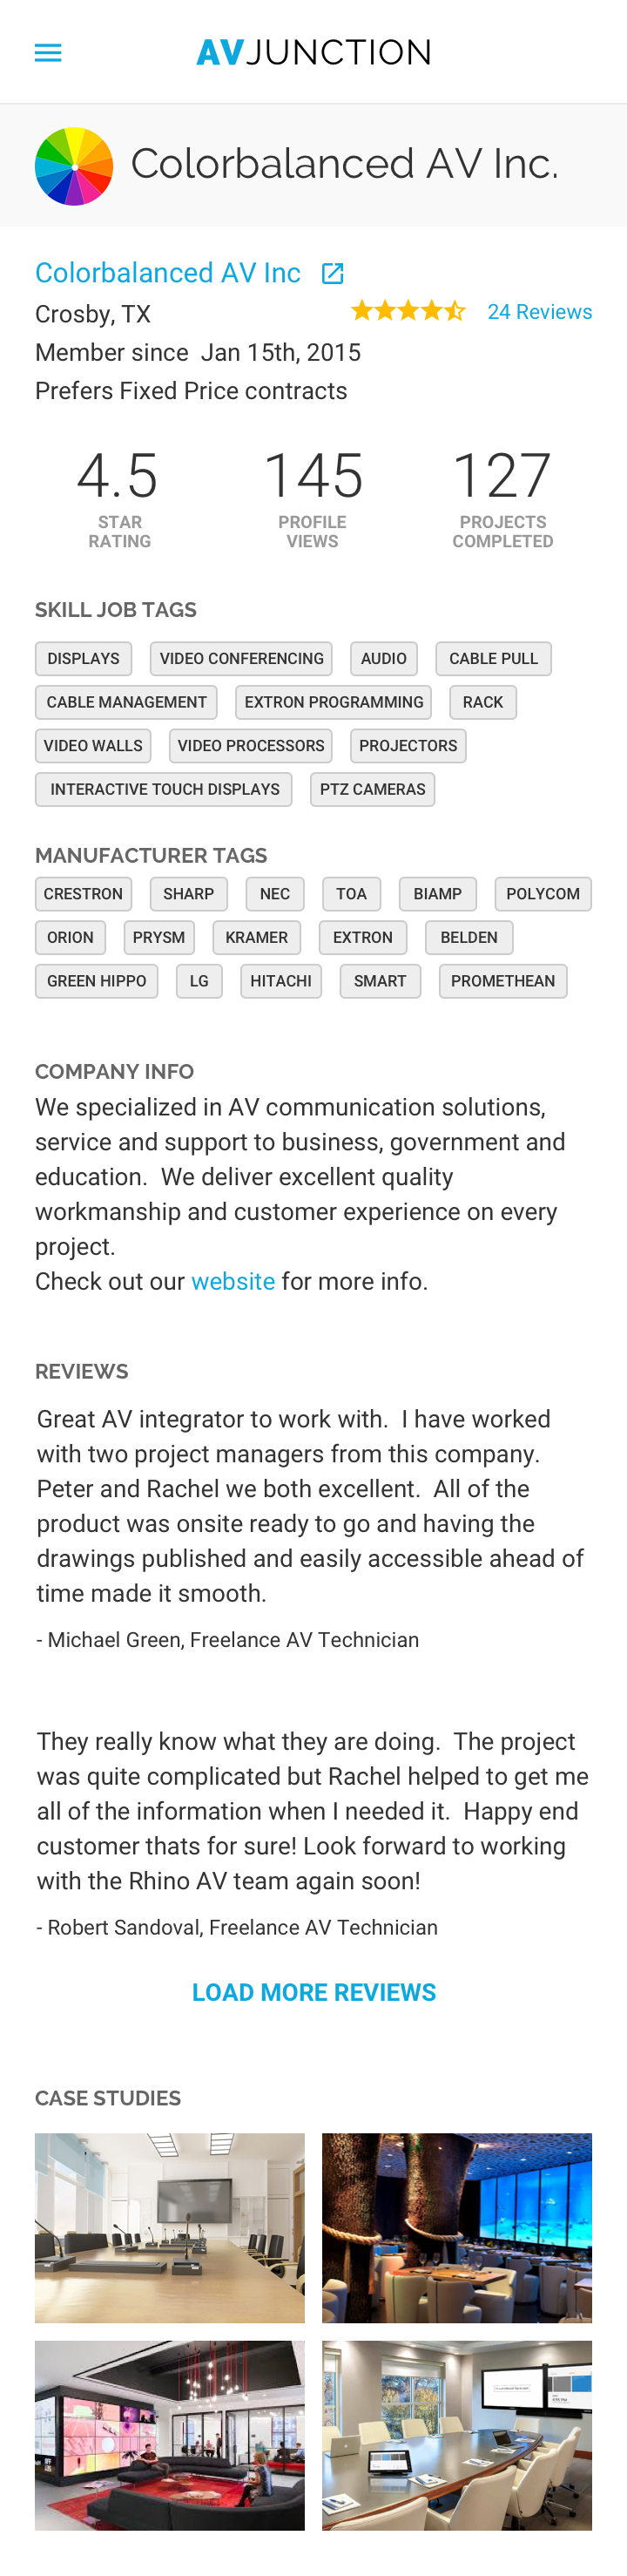 AVJUNCTION
Colorbalanced AV Inc.
Colorbalanced AV Inc
Crosby, TX
24 Reviews
Member since  Jan 15th, 2015
Prefers Fixed Price contracts
4.5 145 127
STAR PROFILE PROJECTS
RATING VIEWS COMPLETED
SKILL JOB TAGS
DISPLAYS VIDEO CONFERENCING AUDIO CABLE PULL
CABLE MANAGEMENT EXTRON PROGRAMMING RACK
VIDEO WALLS VIDEO PROCESSORS PROJECTORS
INTERACTIVE TOUCH DISPLAYS PTZ CAMERAS
MANUFACTURER TAGS
CRESTRON SHARP NEC TOA BIAMP POLYCOM
ORION PRYSM KRAMER EXTRON BELDEN
GREEN HIPPO LG HITACHI SMART PROMETHEAN
COMPANY INFO
We specialized in AV communication solutions,
service and support to business, government and
education.  We deliver excellent quality
workmanship and customer experience on every
project.
Check out our website for more info.
REVIEWS
Great AV integrator to work with.  I have worked
with two project managers from this company.
Peter and Rachel we both excellent.  All of the
product was onsite ready to go and having the
drawings published and easily accessible ahead of
time made it smooth.
- Michael Green, Freelance AV Technician
They really know what they are doing.  The project
was quite complicated but Rachel helped to get me
all of the information when I needed it.  Happy end
customer thats for sure! Look forward to working
with the Rhino AV team again soon!
- Robert Sandoval, Freelance AV Technician
LOAD MORE REVIEWS
CASE STUDIES